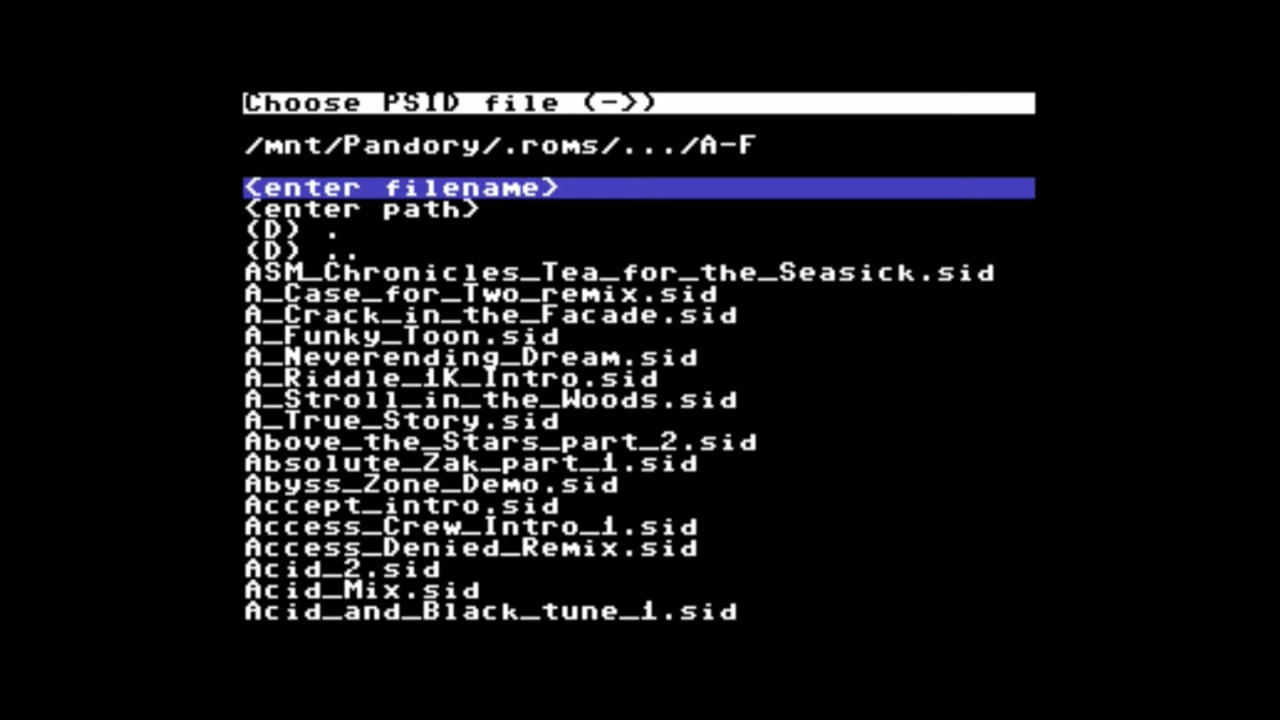 Choose PSID file (->)
/mnt/Pandory/.roms/.../A-F
<enter filename>
<enter path>
(D) .
(D) ..
ASM_Chronicles_Tea_for_the_Seasick.sid
A_Case_for_Two_remix.sid
A_Crack_in_the_Facade.sid
A_Funky_Toon.sid
A_Neverending_Dream.sid
A_Riddle_1K_Intro.sid
A_Stroll_in_the_Woods.sid
A_True_Story.sid
Above_the_Stars_part_2.sid
Absolute_Zak_part_1.sid
Abyss_Zone_Demo.sid
Accept_intro.sid
Access_Crew_Intro_1.sid
Access_Denied_Remix.sid
Acid_2.sid
Acid_Mix.sid
Acid_and_Black_tune_1.sid